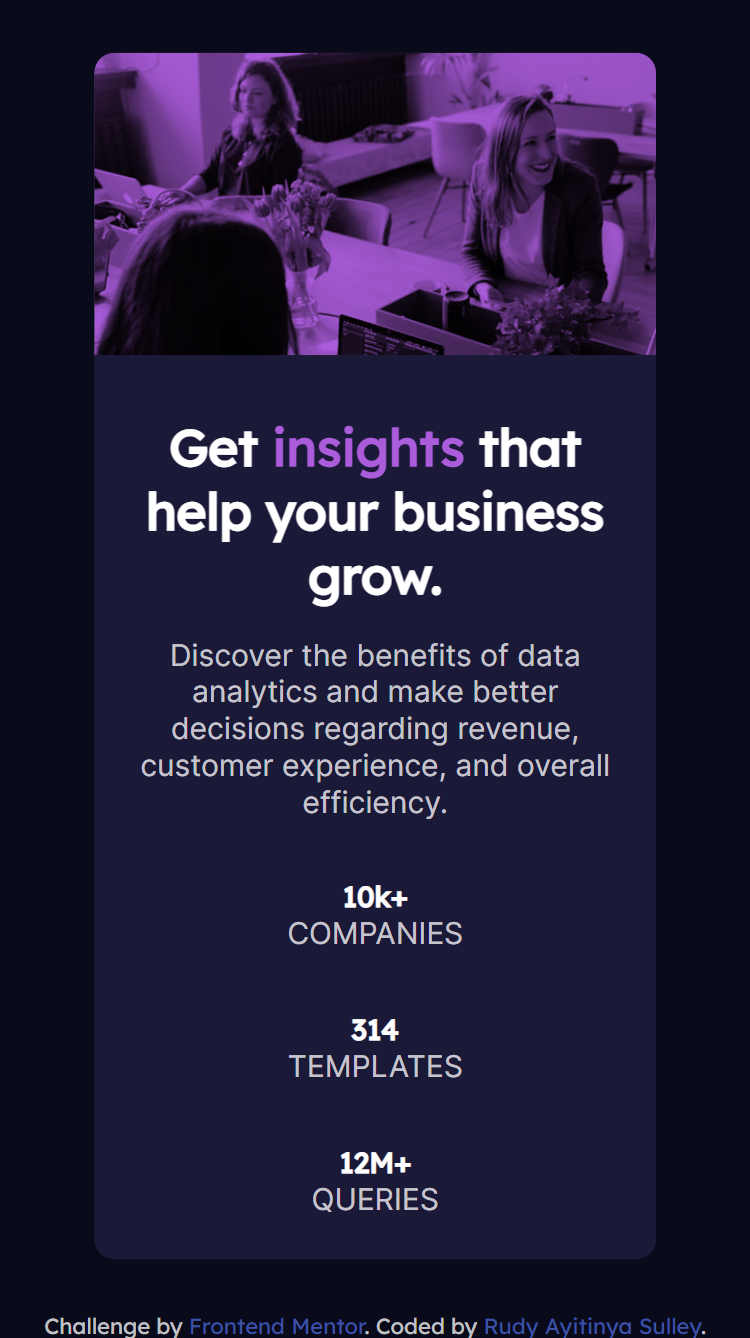 Get insights that
help your business
grow.
Discover the benefits of data
analytics and make better
decisions regarding revenue,
customer experience, and overall
efficiency.
10k+
COMPANIES
314
TEMPLATES
12M+
QUERIES
Challenge by Frontend Mentor. Coded by Rudy Ayitinya Sulley.